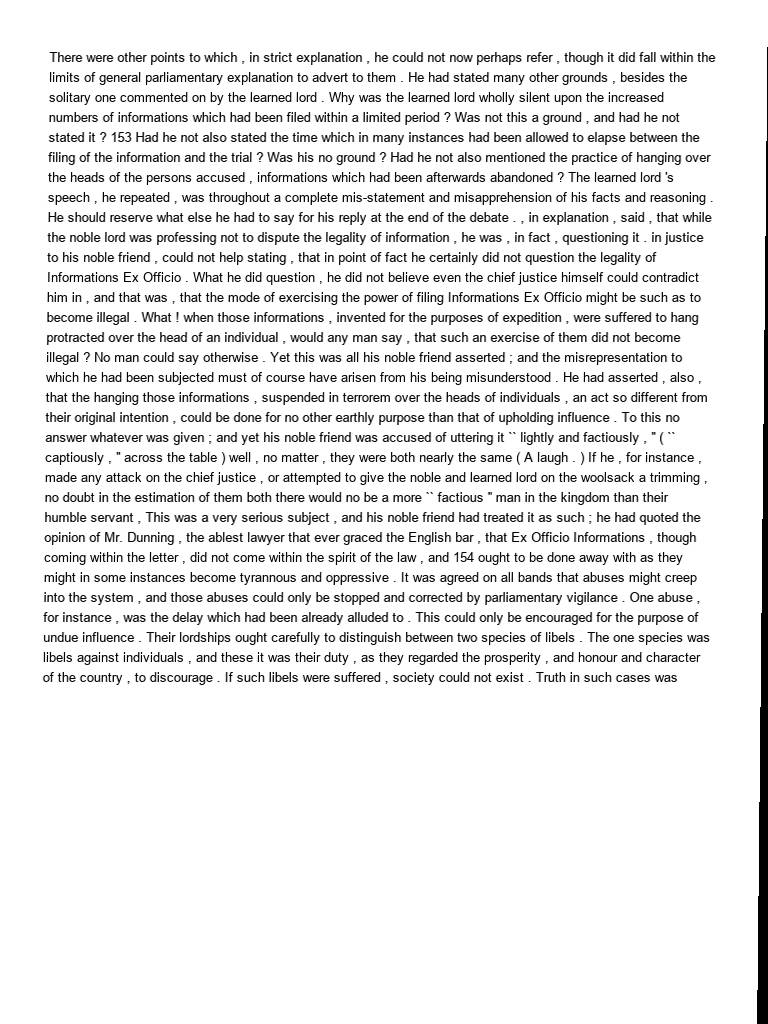 There were other points to which , in strict explanation , he could not now perhaps refer , though it did fall within the
limits of general parliamentary explanation to advert to them . He had stated many other grounds , besides the
solitary one commented on by the learned lord . Why was the learned lord wholly silent upon the increased
numbers of informations which had been filed within a limited period ? Was not this a ground , and had he not
stated it ? 153 Had he not also stated the time which in many instances had been allowed to elapse between the
filing of the information and the trial ? Was his no ground ? Had he not also mentioned the practice of hanging over
the heads of the persons accused , informations which had been afterwards abandoned ? The learned lord 's
speech , he repeated , was throughout a complete mis-statement and misapprehension of his facts and reasoning .
He should reserve what else he had to say for his reply at the end of the debate . , in explanation , said , that while
the noble lord was professing not to dispute the legality of information , he was , in fact , questioning it . in justice
to his noble friend , could not help stating , that in point of fact he certainly did not question the legality of
Informations Ex Officio . What he did question , he did not believe even the chief justice himself could contradict
him in , and that was , that the mode of exercising the power of filing Informations Ex Officio might be such as to
become illegal . What ! when those informations , invented for the purposes of expedition , were suffered to hang
protracted over the head of an individual , would any man say , that such an exercise of them did not become
illegal ? No man could say otherwise . Yet this was all his noble friend asserted ; and the misrepresentation to
which he had been subjected must of course have arisen from his being misunderstood . He had asserted , also ,
that the hanging those informations , suspended in terrorem over the heads of individuals , an act so different from
their original intention , could be done for no other earthly purpose than that of upholding influence . To this no
answer whatever was given ; and yet his noble friend was accused of uttering it `` lightly and factiously , " ( ``
captiously , " across the table ) well , no matter , they were both nearly the same ( A laugh . ) If he , for instance ,
made any attack on the chief justice , or attempted to give the noble and learned lord on the woolsack a trimming ,
no doubt in the estimation of them both there would no be a more `` factious " man in the kingdom than their
humble servant , This was a very serious subject , and his noble friend had treated it as such ; he had quoted the
opinion of Mr. Dunning , the ablest lawyer that ever graced the English bar , that Ex Officio Informations , though
coming within the letter , did not come within the spirit of the law , and 154 ought to be done away with as they
might in some instances become tyrannous and oppressive . It was agreed on all bands that abuses might creep
into the system , and those abuses could only be stopped and corrected by parliamentary vigilance . One abuse ,
for instance , was the delay which had been already alluded to . This could only be encouraged for the purpose of
undue influence . Their lordships ought carefully to distinguish between two species of libels . The one species was
libels against individuals , and these it was their duty , as they regarded the prosperity , and honour and character
of the country , to discourage . If such libels were suffered , society could not exist . Truth in such cases was